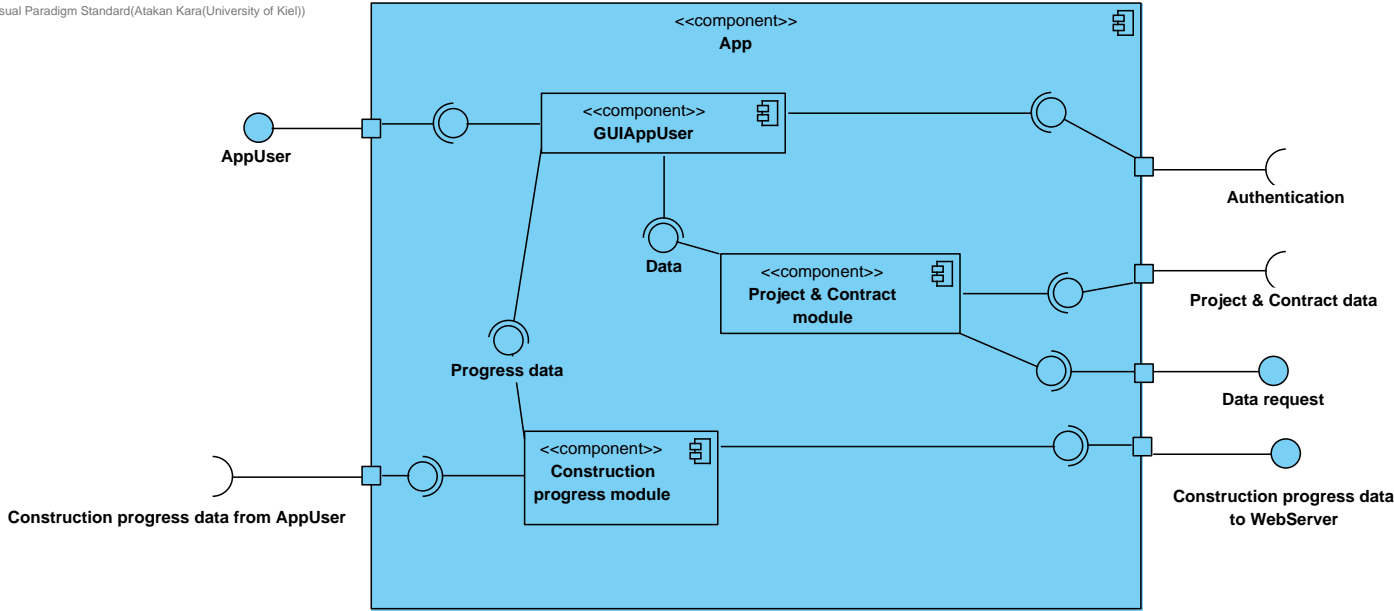 sual Paradigm Standard(Atakan Kara(University of Kiel))
<<component>>
App
<<component>>
GUIAppUser
AppUser
Authentication
Data
<<component>>
Project & Contract
module
Project & Contract data
Progress data
Data request
<<component>>
Construction
progress module
Construction progress data from AppUser
Construction progress data
to WebServer